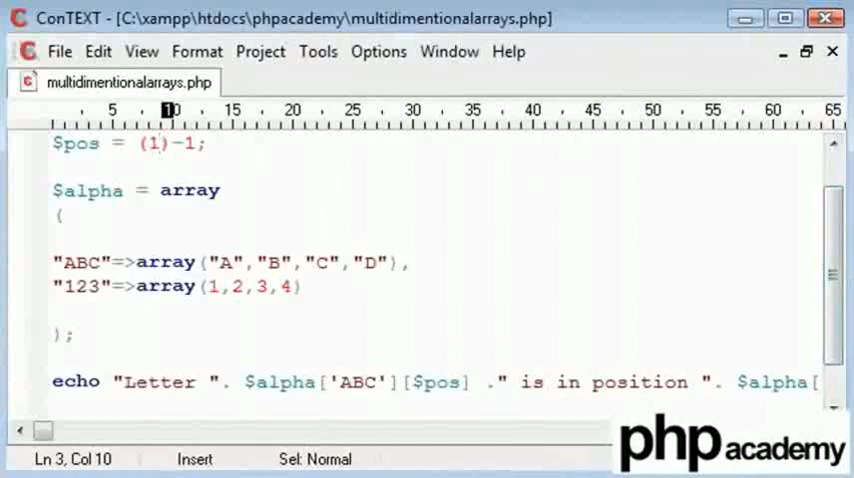 ConTEXT - [C:\xampp\htdocs\phpacademy\multidimentionalarrays.php]
File Edit View Format Project Tools Options Window Help
multidimentionalarrays.php
5 10 15 20 25 30 35 40 45 50 55 60 65
$pos = (1)-1;
$alpha = array
(
"ABC"=>array("A","B","C","D"),
"123"=>array(1,2,3,4)
);
echo "Letter ". $alpha['ABC'][$pos] ." is in position ". $alpha[
Ln 3, Col 10 Insert Sel: Normal
php academy